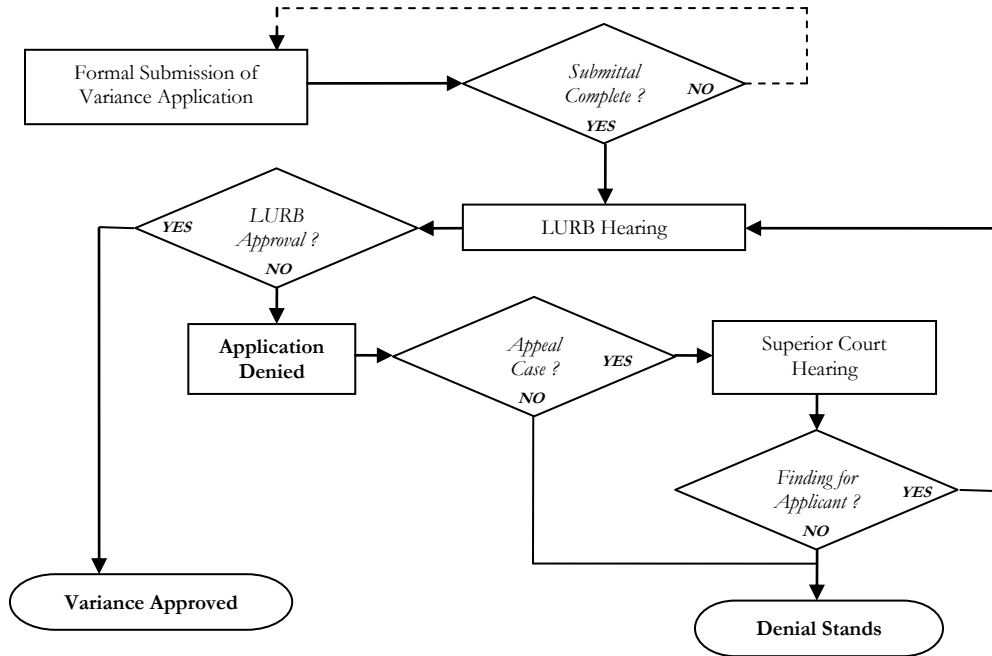 Formal Submission of
Variance Application
Submittal
Complete ?
NO
YES
LURB Hearing
LURB
Approval ?
YES
NO
Application
Denied
Appeal
Case ?
YES
NO
Superior Court
Hearing
Finding for
Applicant ?
YES
NO
Variance Approved
Denial Stands